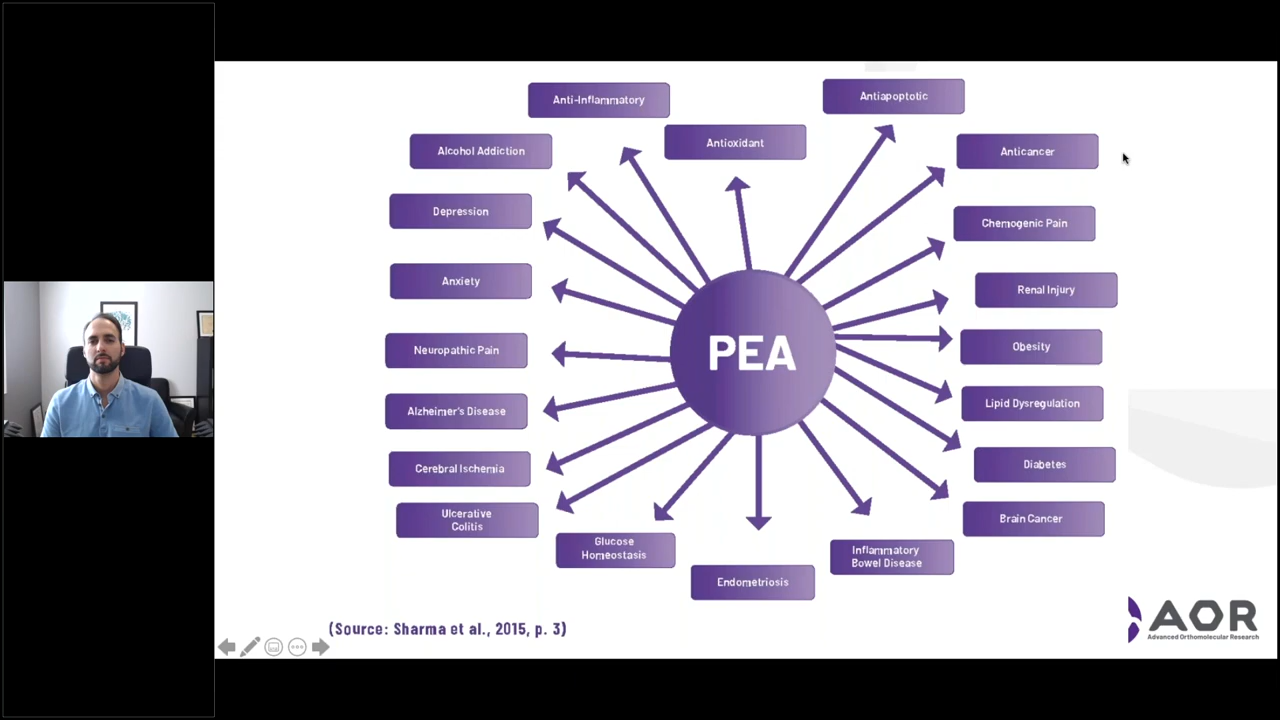 Anti-Inflammatory
Antiapoptotic
Alcohol Addiction
Antioxidant
Anticancer
Depression
Chemogenic Pain
Anxiety
Renal Injury
Neuropathic Pain
PEA
Obesity
Alzheimer's Disease
Lipid Dysregulation
Cerebral Ischemia
Diabetes
Ulcerative
Colitis
Brain Cancer
Glucose
Homeostasis
Inflammatory
Bowel Disease
Endometriosis
(Source: Sharma et al., 2015, p. 3)
AOR
Advanced Orthomolecular Research